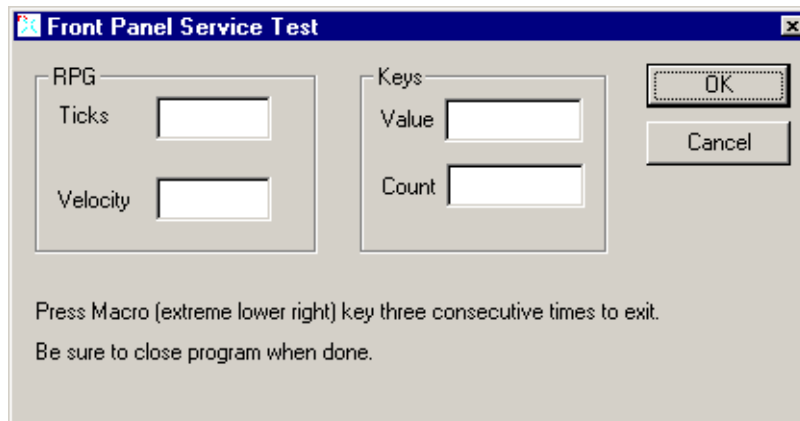 Front Panel Service Test
RPG
Ticks
Velocity
Keys
Value
Count
OK
Cancel
Press Macro (extreme lower right) key three consecutive times to exit.
Be sure to close program when done.